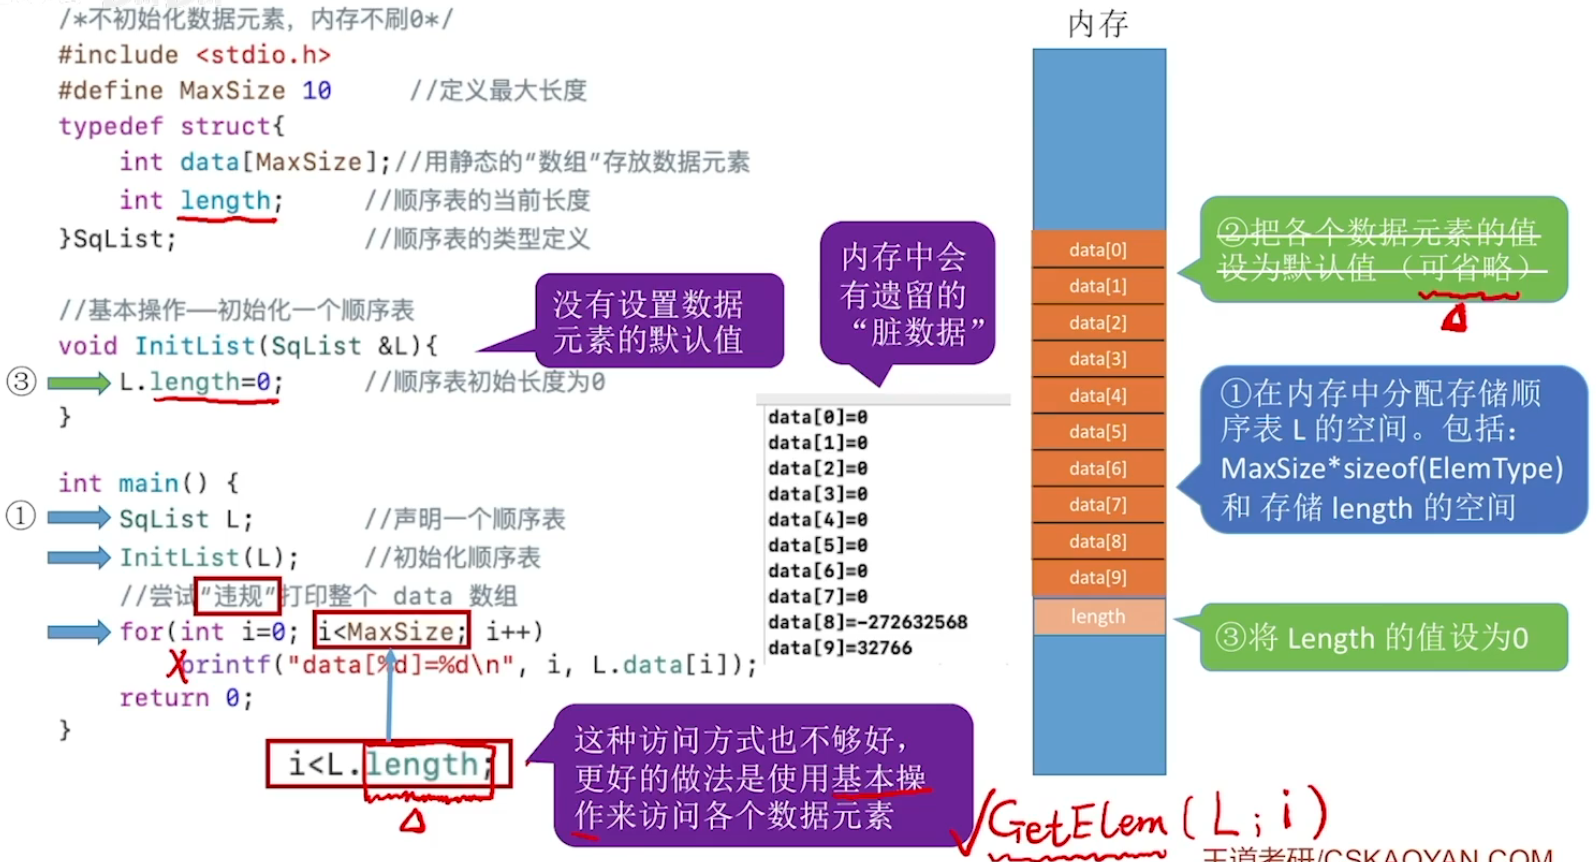 /*不初始化数据元素，内存不刷0*/
#include <stdio.h>
#define MaxSize 10 //定义最大长度
typedef struct{
int data[MaxSize];//用静态的“数组”存放数据元素
int length; //顺序表的当前长度
}SqList; //顺序表的类型定义
//基本操作——初始化一个顺序表
void InitList(SqList &L){
③ L.length=0; //顺序表初始长度为0
}
int main() {
① SqList L; //声明一个顺序表
InitList(L); //初始化顺序表
//尝试“违规”打印整个 data 数组
for(int i=0; i<MaxSize; i++)
printf("data[%d]=%d\n", i, L.data[i]);
return 0;
}
i<L.length;
没有设置数据
元素的默认值
内存中会
有遗留的
“脏数据”
data[0]=0
data[1]=0
data[2]=0
data[3]=0
data[4]=0
data[5]=0
data[6]=0
data[7]=0
data[8]=-272632568
data[9]=32766
这种访问方式也不够好，
更好的做法是使用基本操
作来访问各个数据元素
内存
data[0]
data[1]
data[2]
data[3]
data[4]
data[5]
data[6]
data[7]
data[8]
data[9]
length
②把各个数据元素的值
设为默认值（可省略）
①在内存中分配存储顺
序表 L 的空间。包括：
MaxSize*sizeof(ElemType)
和 存储 length 的空间
③将 Length 的值设为0
GetElem(L,i)
王道考研/CSKAOYAN.COM